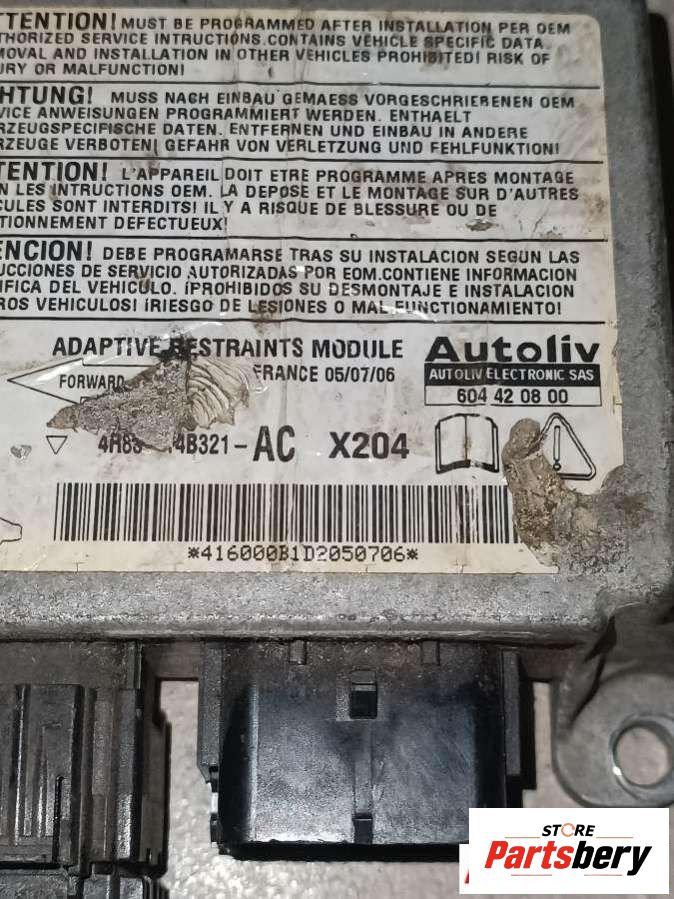 TTENTION! MUST BE PROGRAMMED AFTER INSTALLATION PER OEM
THORIZED SERVICE INTRUCTIONS.CONTAINS VEHICLE SPECIFIC DATA.
MOVAL AND INSTALLATION IN OTHER VEHICLES PROHIBITED! RISK OF
URY OR MALFUNCTION!
CHTUNG! MUSS NACH EINBAU GEMAESS VORGESCHRIEBENEN OEM
VICE ANWEISUNGEN PROGRAMMIERT WERDEN. ENTHAELT
RZEUGSPEZIFISCHE DATEN. ENTFERNEN UND EINBAU IN ANDERE
ZEUGE VERBOTEN! GEFAHR VON VERLETZUNG UND FEHLFUNKTION!
TENTION! L'APPAREIL DOIT ETRE PROGRAMME APRES MONTAGE
N LES INTRUCTIONS OEM. LA DEPOSE ET LE MONTAGE SUR D'AUTRES
CULES SONT INTERDITS! IL Y A RISQUE DE BLESSURE OU DE
TIONNEMENT DEFECTUEUX!
ENCION! DEBE PROGRAMARSE TRAS SU INSTALACION SEGUN LAS
UCCIONES DE SERVICIO AUTORIZADAS POR EOM.CONTIENE INFORMACION
IFICA DEL VEHICULO. ¡PROHIBIDOS SU DESMONTAJE E INSTALACION
ROS VEHICULOS! ¡RIESGO DE LESIONES O MAL FUNCTIONAMIENTO!
ADAPTIVE RESTRAINTS MODULE
FORWARD
FRANCE 05/07/06
Autoliv
AUTOLIV ELECTRONIC SAS
604 42 08 00
4B321-AC X204
*416000B1D2050706*
STORE
Partsbery